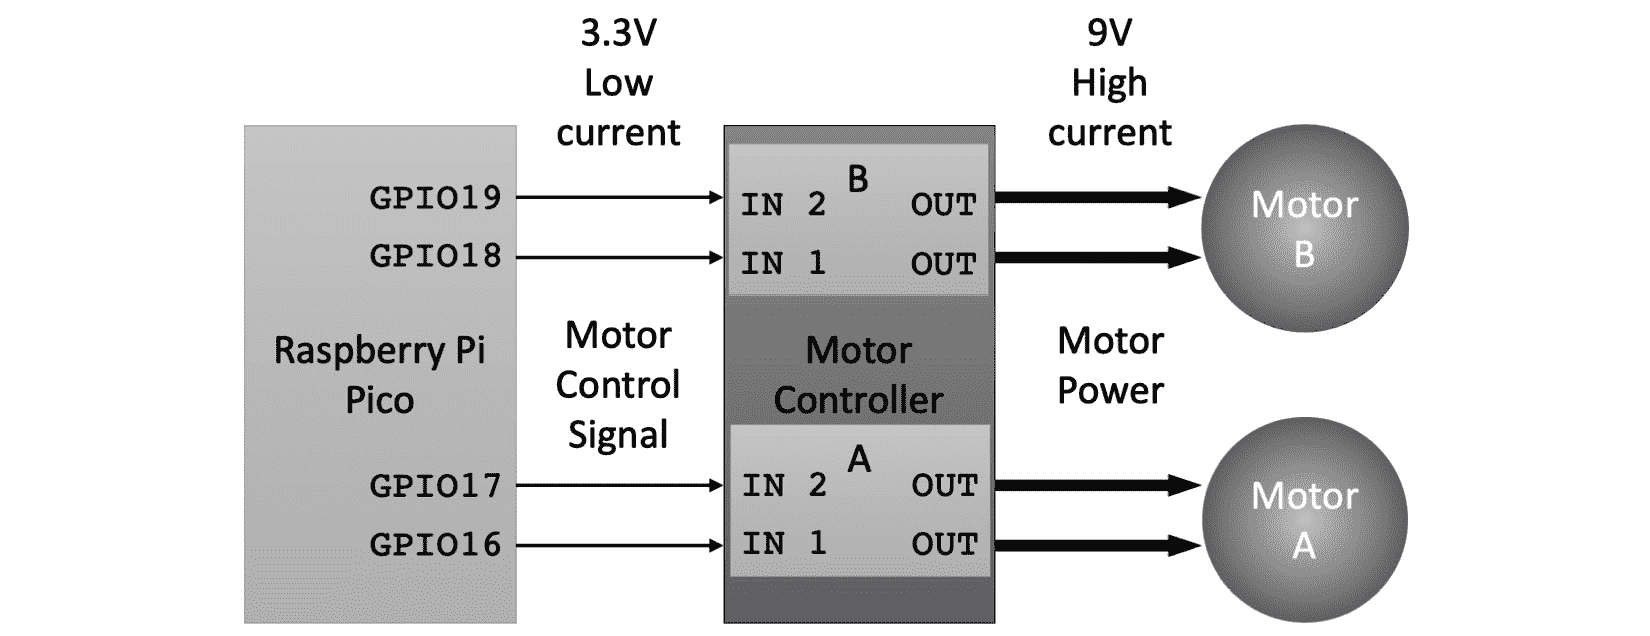 3.3V
Low
current
9V
High
current
GPIO19
GPIO18
Raspberry Pi
Pico
GPIO17
GPIO16
Motor
Control
Signal
B
IN 2 OUT
IN 1 OUT
Motor
Controller
A
IN 2 OUT
IN 1 OUT
Motor
Power
Motor
B
Motor
A